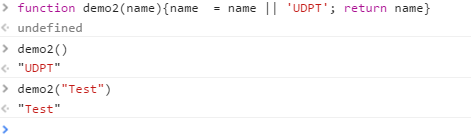 function demo2(name){name  = name || 'UDPT'; return name}
undefined
demo2()
"UDPT"
demo2("Test")
"Test"